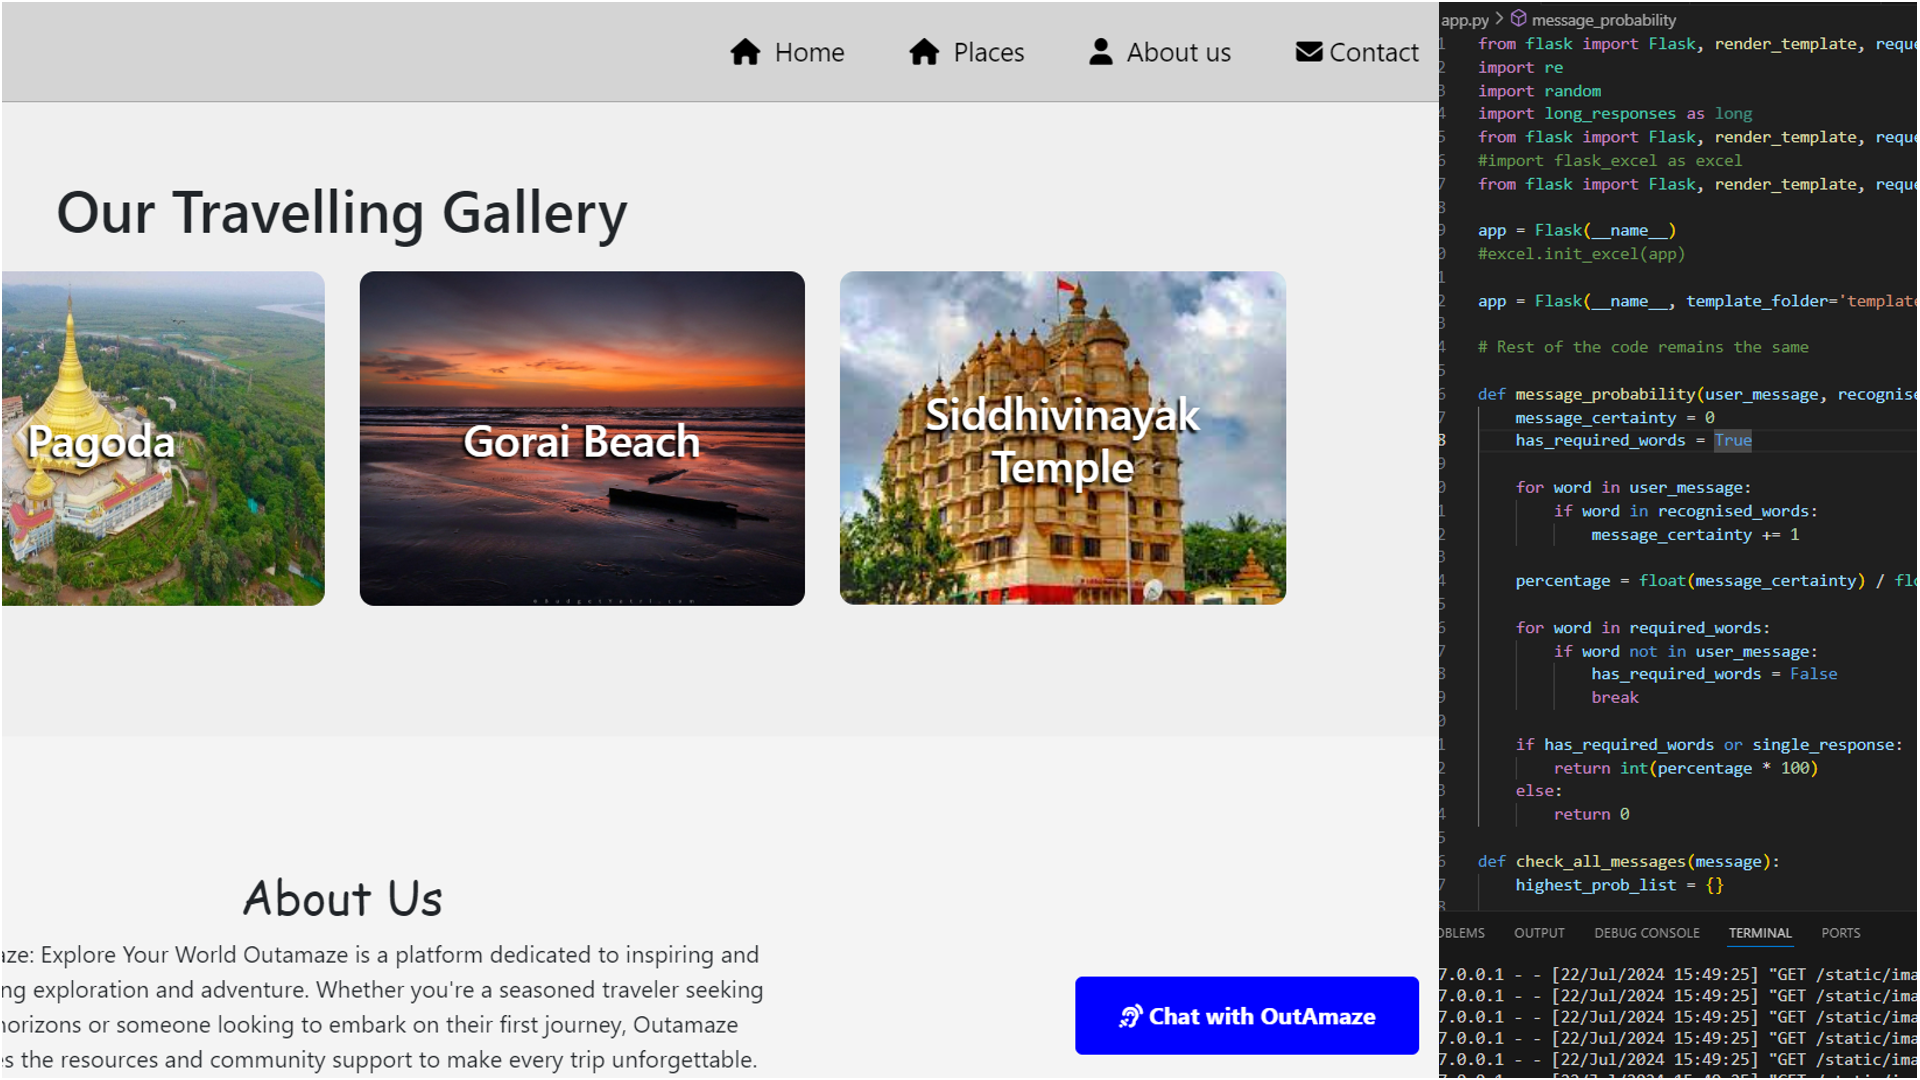 Home Places About us Contact
Our Travelling Gallery
Pagoda
Gorai Beach
Siddhivinayak
Temple
About Us
aze: Explore Your World Outamaze is a platform dedicated to inspiring and
ng exploration and adventure. Whether you're a seasoned traveler seeking
horizons or someone looking to embark on their first journey, Outamaze
es the resources and community support to make every trip unforgettable.
Chat with OutAmaze
app.py > message_probability
1 from flask import Flask, render_template, reque
2 import re
3 import random
4 import long_responses as long
5 from flask import Flask, render_template, reque
6 #import flask_excel as excel
7 from flask import Flask, render_template, reque
8
9 app = Flask(__name__)
0 #excel.init_excel(app)
1
2 app = Flask(__name__, template_folder='template
3
4 # Rest of the code remains the same
5
6 def message_probability(user_message, recognise
7 message_certainty = 0
8 has_required_words = True
9
0 for word in user_message:
1 if word in recognised_words:
2 message_certainty += 1
3
4 percentage = float(message_certainty) / flo
5
6 for word in required_words:
7 if word not in user_message:
8 has_required_words = False
9 break
0
1 if has_required_words or single_response:
2 return int(percentage * 100)
3 else:
4 return 0
5
6 def check_all_messages(message):
7 highest_prob_list = {}
8
OBLEMS OUTPUT DEBUG CONSOLE TERMINAL PORTS
7.0.0.1 - - [22/Jul/2024 15:49:25] "GET /static/ima
7.0.0.1 - - [22/Jul/2024 15:49:25] "GET /static/ima
7.0.0.1 - - [22/Jul/2024 15:49:25] "GET /static/ima
7.0.0.1 - - [22/Jul/2024 15:49:25] "GET /static/ima
7.0.0.1 - - [22/Jul/2024 15:49:25] "GET /static/ima